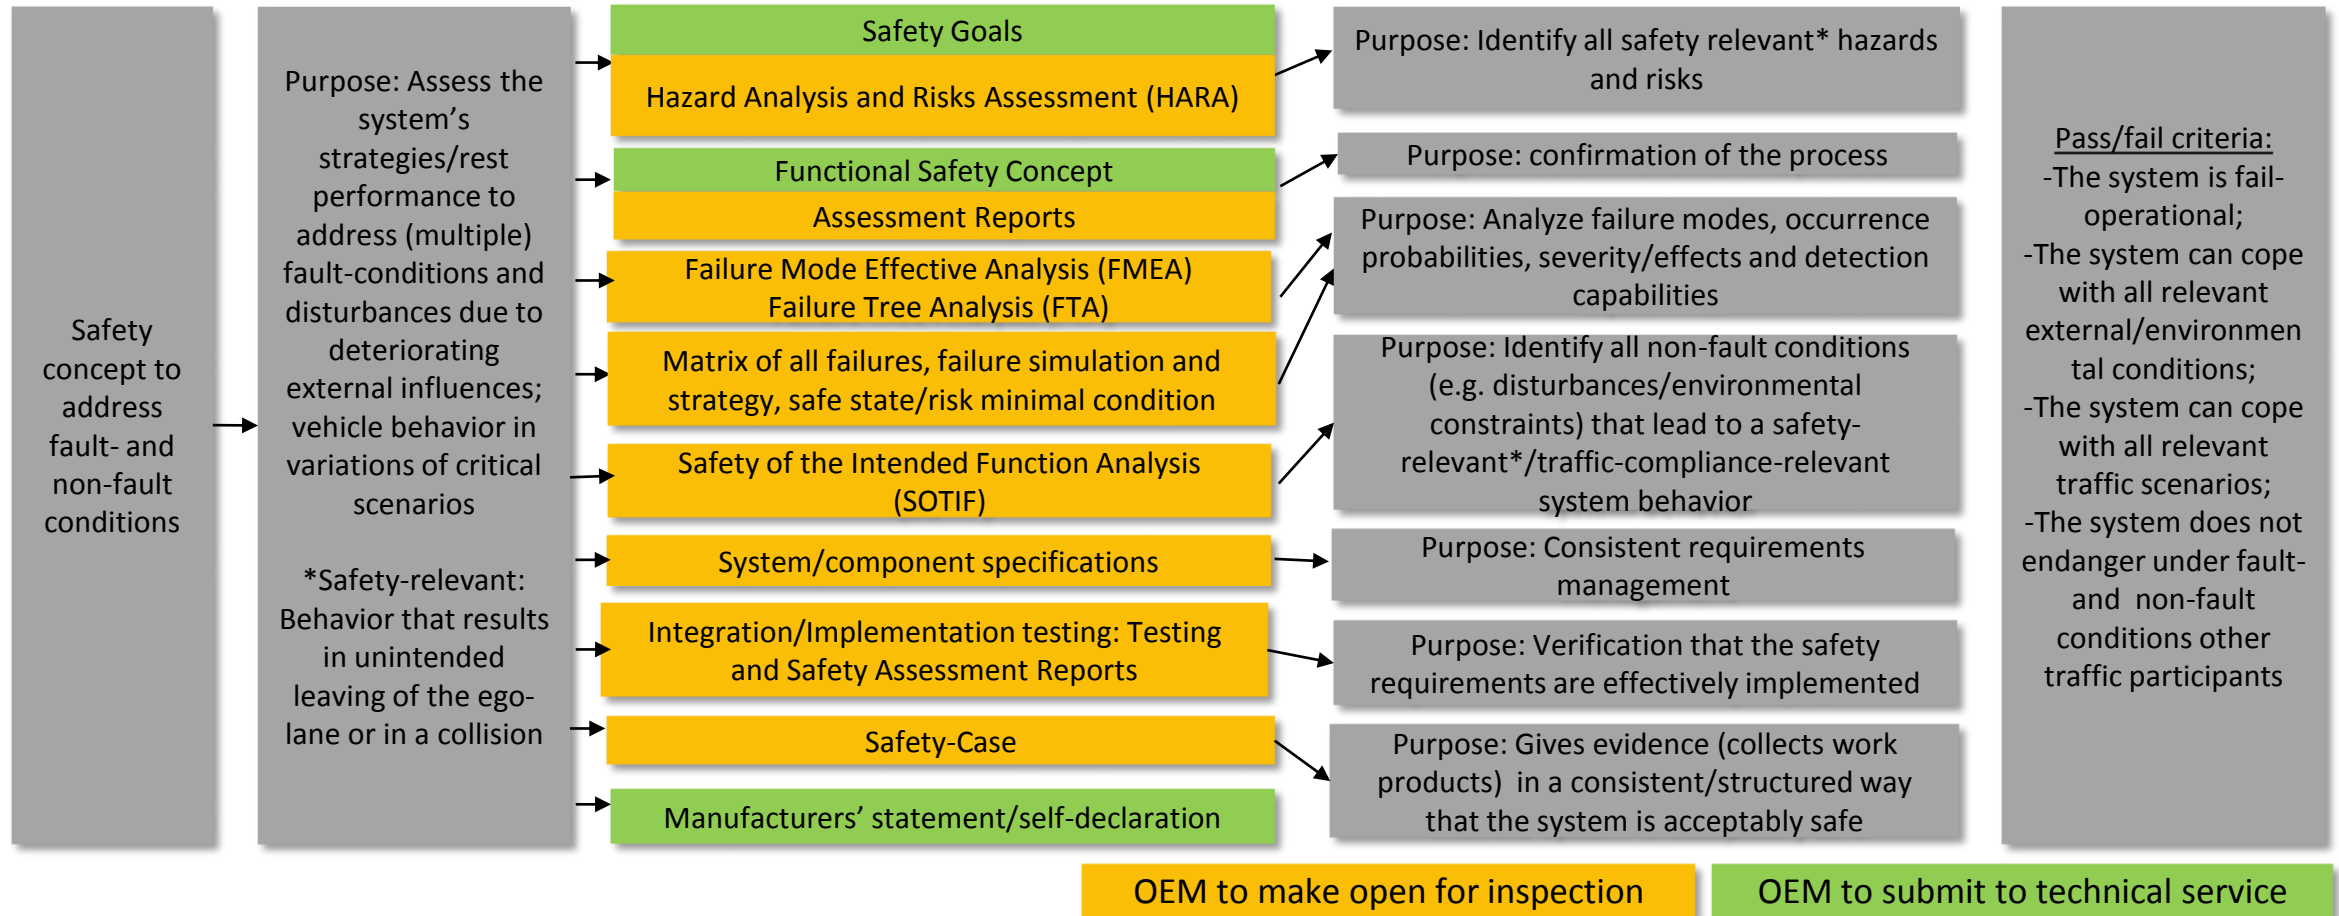 Safety
concept to
address
fault- and
non-fault
conditions
Purpose: Assess the
system’s
strategies/rest
performance to
address (multiple)
fault-conditions and
disturbances due to
deteriorating
external influences;
vehicle behavior in
variations of critical
scenarios
*Safety-relevant:
Behavior that results
in unintended
leaving of the ego-
lane or in a collision
Safety Goals
Hazard Analysis and Risks Assessment (HARA)
Functional Safety Concept
Assessment Reports
Failure Mode Effective Analysis (FMEA)
Failure Tree Analysis (FTA)
Matrix of all failures, failure simulation and
strategy, safe state/risk minimal condition
Safety of the Intended Function Analysis
(SOTIF)
System/component specifications
Integration/Implementation testing: Testing
and Safety Assessment Reports
Safety-Case
Manufacturers’ statement/self-declaration
Purpose: Identify all safety relevant* hazards
and risks
Purpose: confirmation of the process
Purpose: Analyze failure modes, occurrence
probabilities, severity/effects and detection
capabilities
Purpose: Identify all non-fault conditions
(e.g. disturbances/environmental
constraints) that lead to a safety-
relevant*/traffic-compliance-relevant
system behavior
Purpose: Consistent requirements
management
Purpose: Verification that the safety
requirements are effectively implemented
Purpose: Gives evidence (collects work
products) in a consistent/structured way
that the system is acceptably safe
Pass/fail criteria:
-The system is fail-
operational;
-The system can cope
with all relevant
external/environmen
tal conditions;
-The system can cope
with all relevant
traffic scenarios;
-The system does not
endanger under fault-
and non-fault
conditions other
traffic participants
OEM to make open for inspection
OEM to submit to technical service